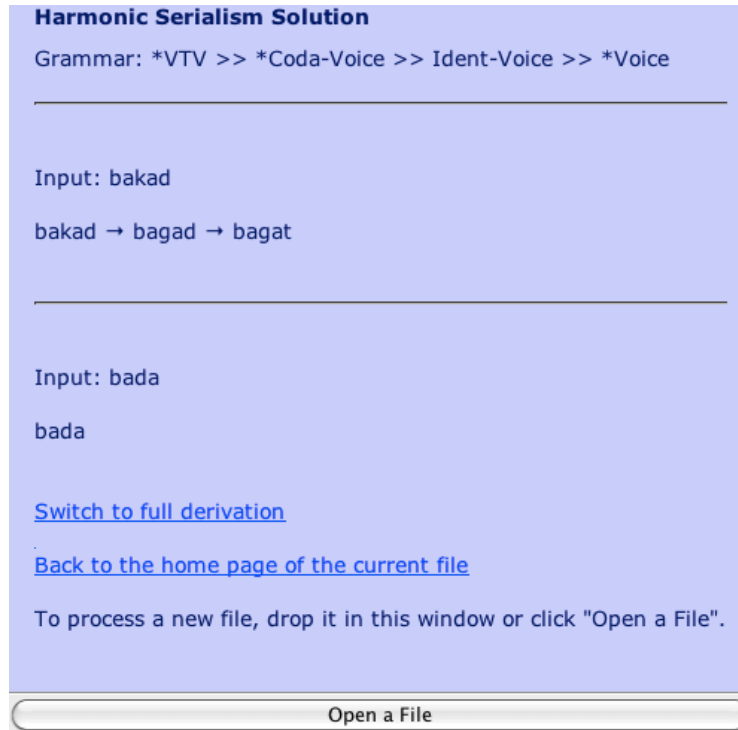 Harmonic Serialism Solution
Grammar: *VTV >> *Coda-Voice >> Ident-Voice >> *Voice
Input: bakad
bakad → bagad → bagat
Input: bada
bada
Switch to full derivation
Back to the home page of the current file
To process a new file, drop it in this window or click "Open a File".
Open a File